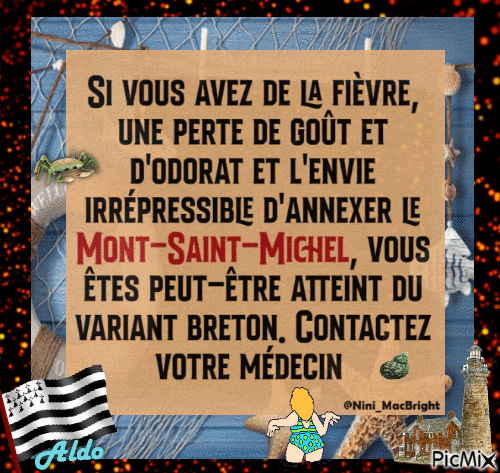 Si vous avez de la fièvre,
une perte de goût et
d'odorat et l'envie
irrépressible d'annexer le
Mont-Saint-Michel, vous
êtes peut-être atteint du
variant breton. Contactez
votre médecin
@Nini_MacBright
Aldo
PicMix